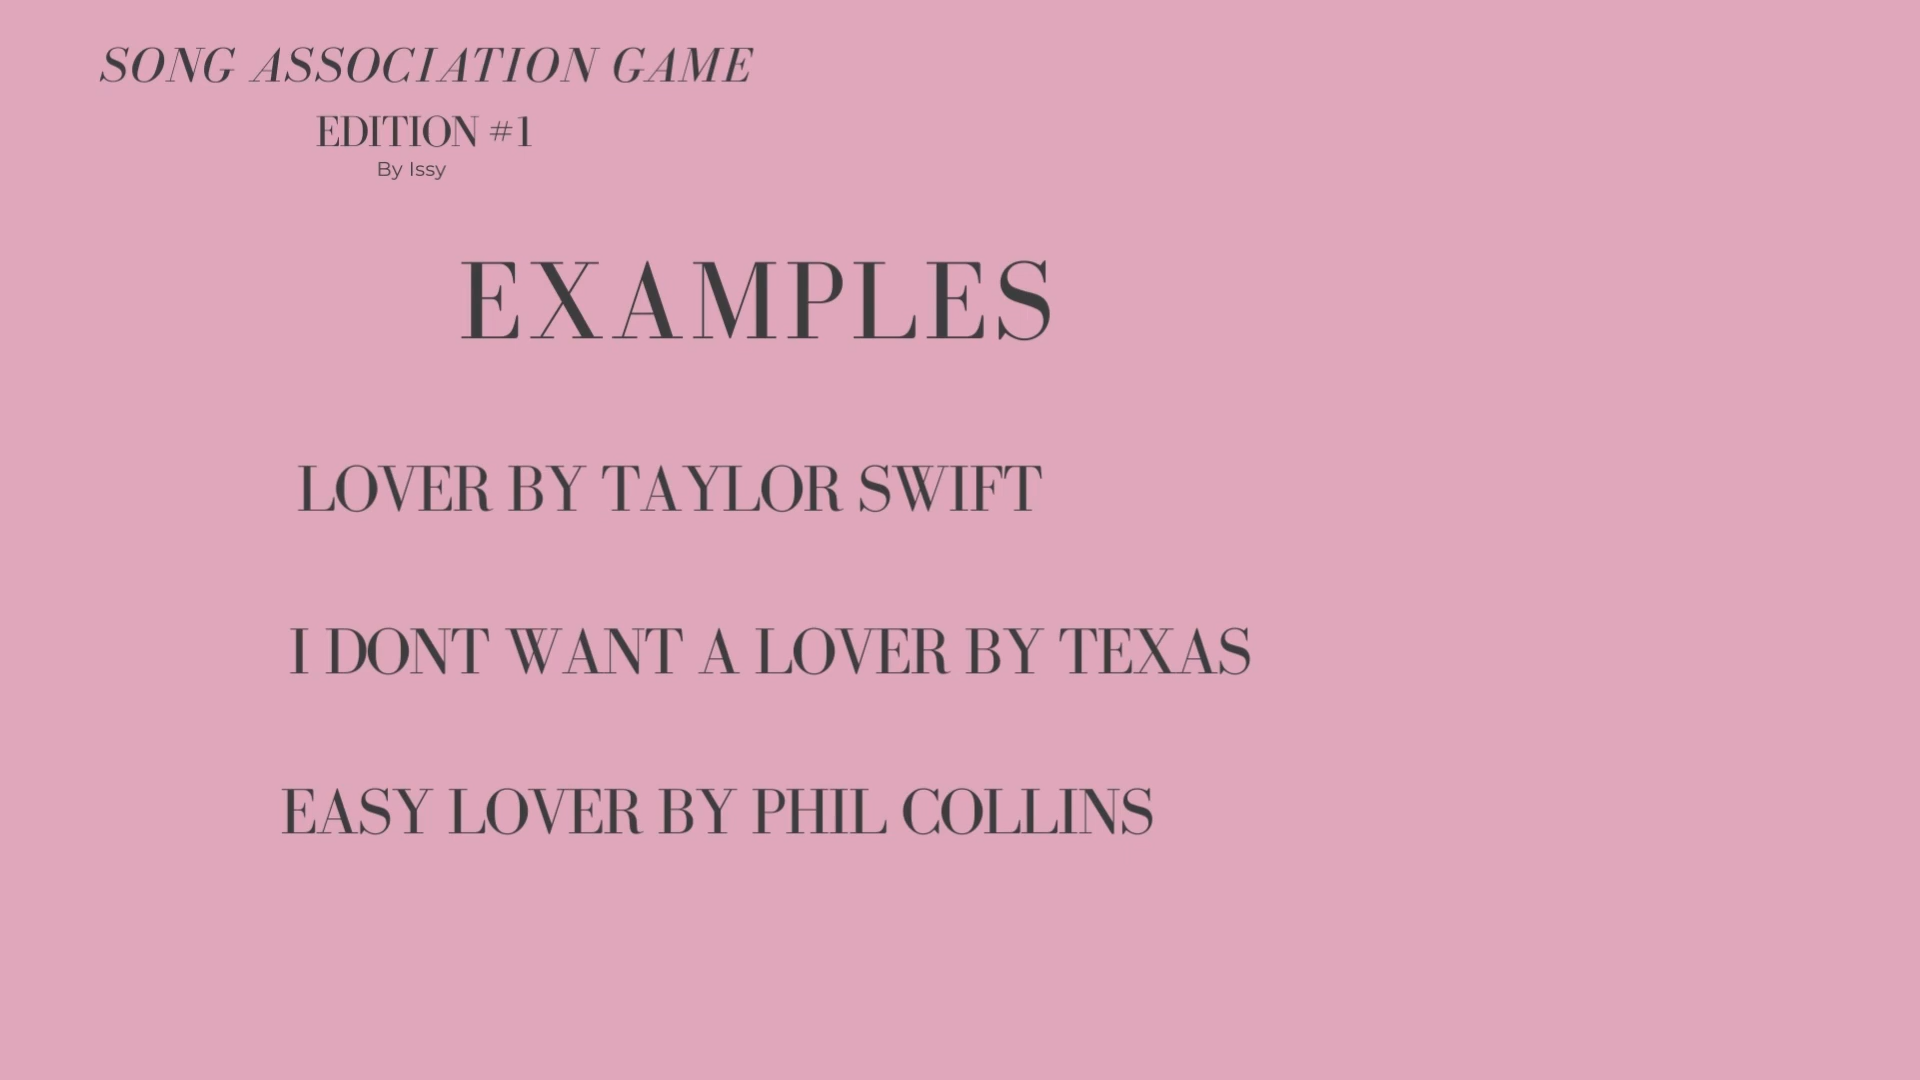 SONG ASSOCIATION GAME
EDITION #1
By Issy
EXAMPLES
LOVER BY TAYLOR SWIFT
I DONT WANT A LOVER BY TEXAS
EASY LOVER BY PHIL COLLINS